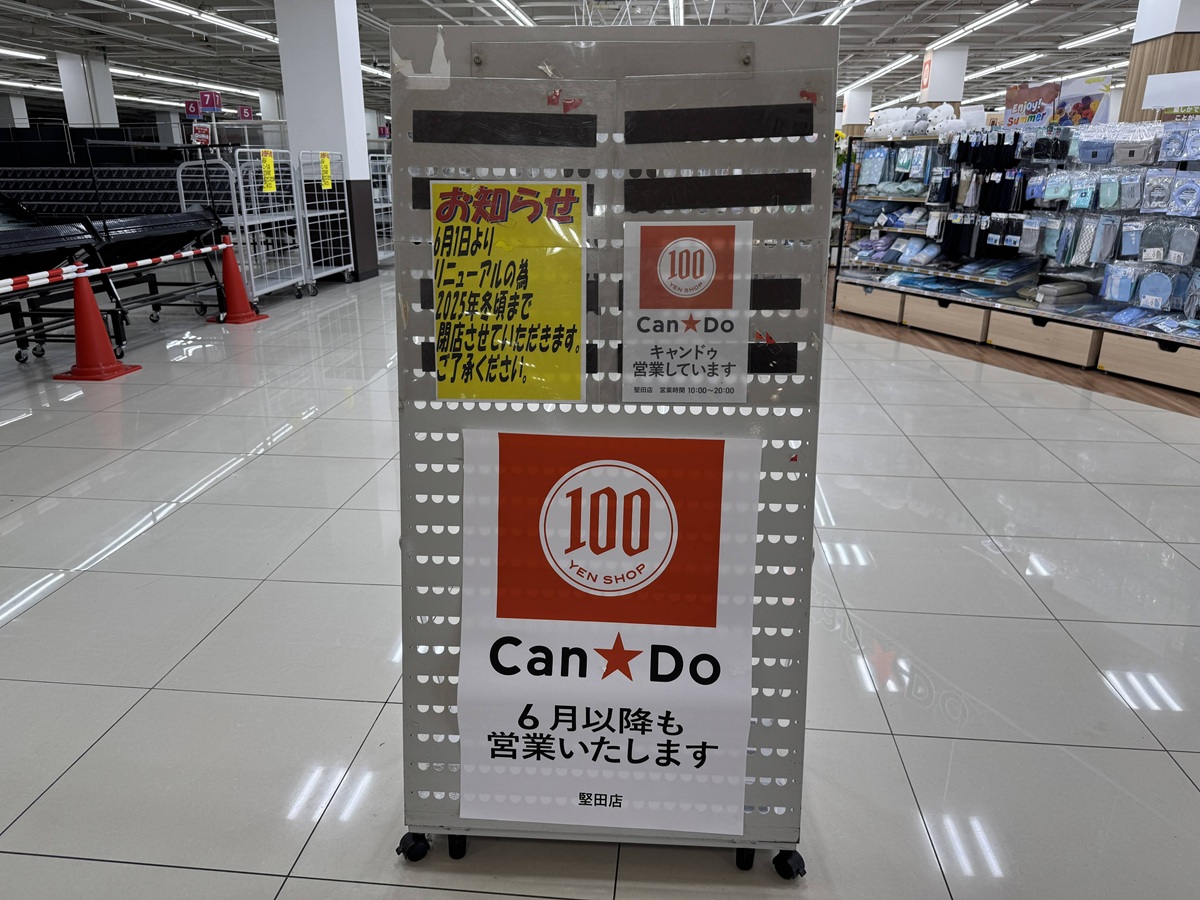 6
7
5
Enjoy!
Summer
お知らせ
6月1日より
リニューアルの為
2025年冬頃まで
閉店させていただきます。
ご了承ください。
100
YEN SHOP
Can★Do
キャンドゥ
営業しています
堅田店 営業時間 10:00～20:00
100
YEN SHOP
Can★Do
6月以降も
営業いたします
堅田店